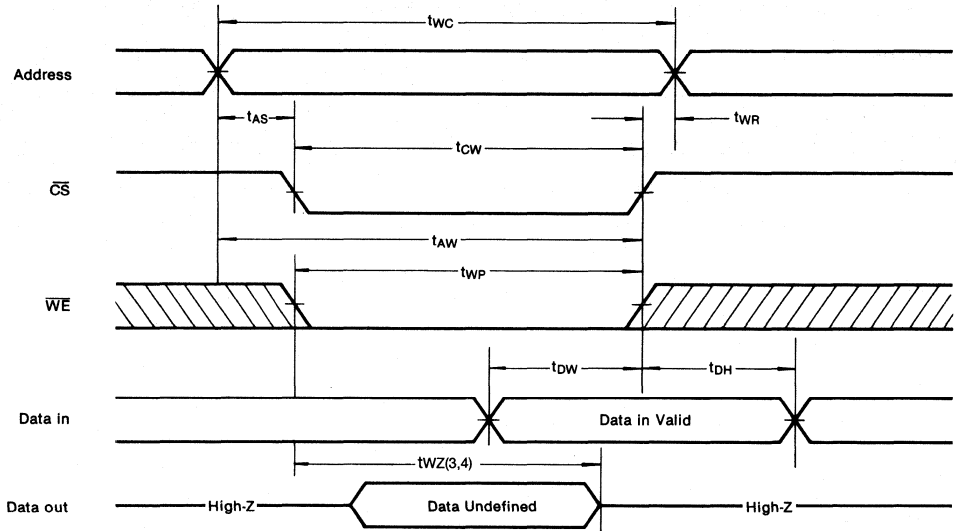 tWC
Address
tAS
tWR
tCW
CS
tAW
tWP
WE
tDW
tDH
Data in
Data in Valid
tWZ(3,4)
Data out
High-Z
Data Undefined
High-Z